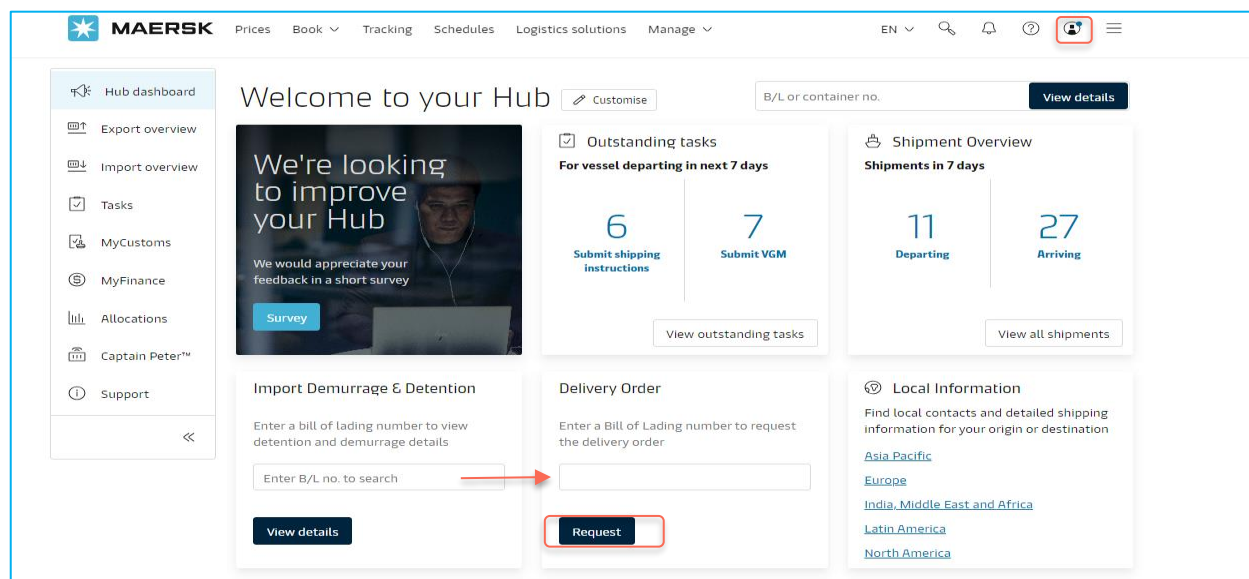 MAERSK Prices Book Tracking Schedules Logistics solutions Manage EN
Hub dashboard
Export overview
Import overview
Tasks
MyCustoms
MyFinance
Allocations
Captain Peter™
Support
Welcome to your Hub
Customise
B/L or container no.
View details
We're looking
to improve
your Hub
We would appreciate your
feedback in a short survey
Survey
Outstanding tasks
For vessel departing in next 7 days
6
Submit shipping
instructions
7
Submit VGM
View outstanding tasks
Shipment Overview
Shipments in 7 days
11
Departing
27
Arriving
View all shipments
Import Demurrage & Detention
Enter a bill of lading number to view
detention and demurrage details
Enter B/L no. to search
View details
Delivery Order
Enter a Bill of Lading number to request
the delivery order
Request
Local Information
Find local contacts and detailed shipping
information for your origin or destination
Asia Pacific
Europe
India, Middle East and Africa
Latin America
North America